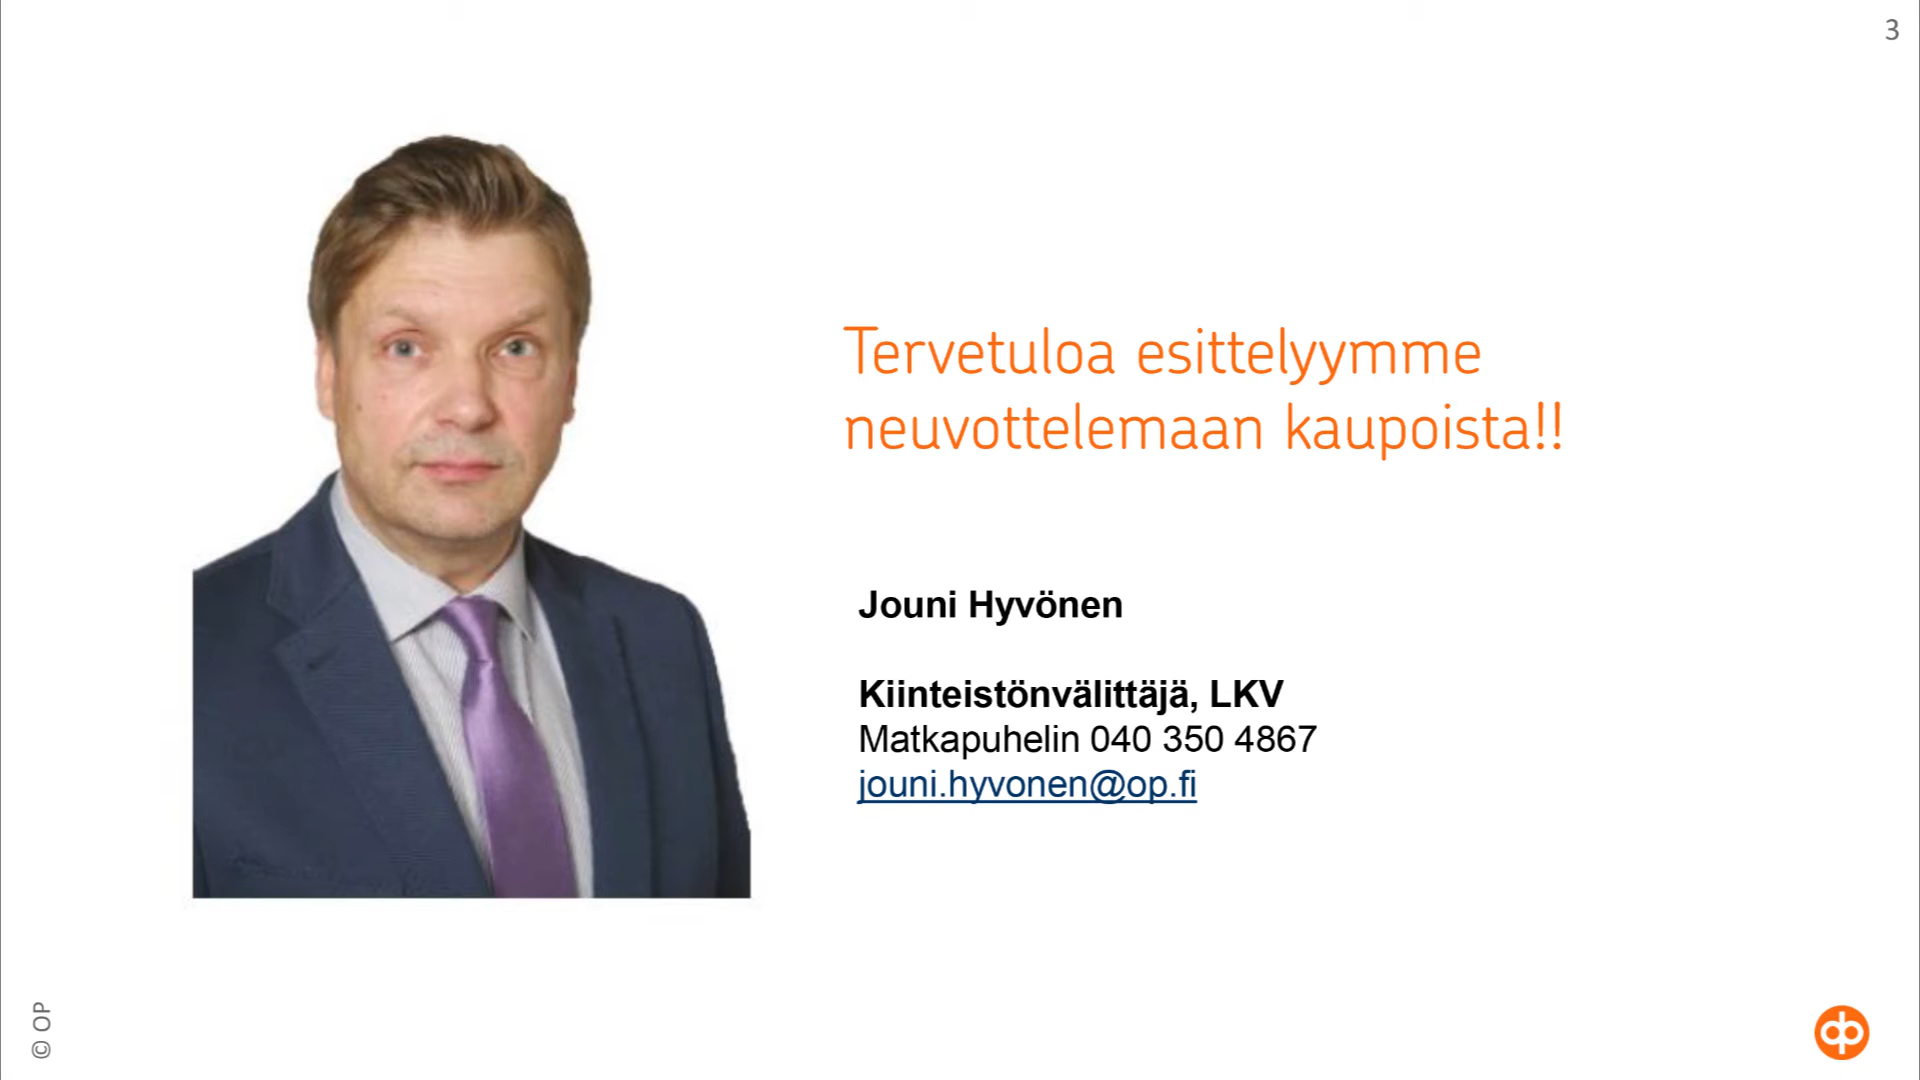 3
Tervetuloa esittelyymme
neuvottelemaan kaupoista!!
Jouni Hyvönen
Kiinteistönvälittäjä, LKV
Matkapuhelin 040 350 4867
jouni.hyvonen@op.fi
© OP